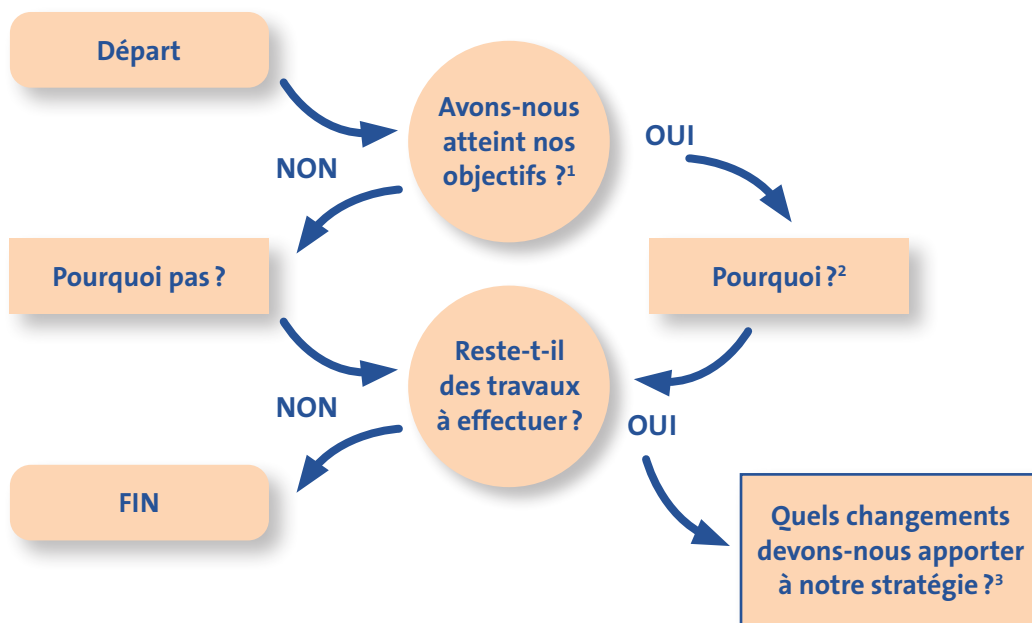 Départ
Avons-nous
atteint nos
objectifs ?¹
OUI
NON
Pourquoi pas ?
Pourquoi ?²
Reste-t-il
des travaux
à effectuer ?
NON
OUI
FIN
Quels changements
devons-nous apporter
à notre stratégie ?³